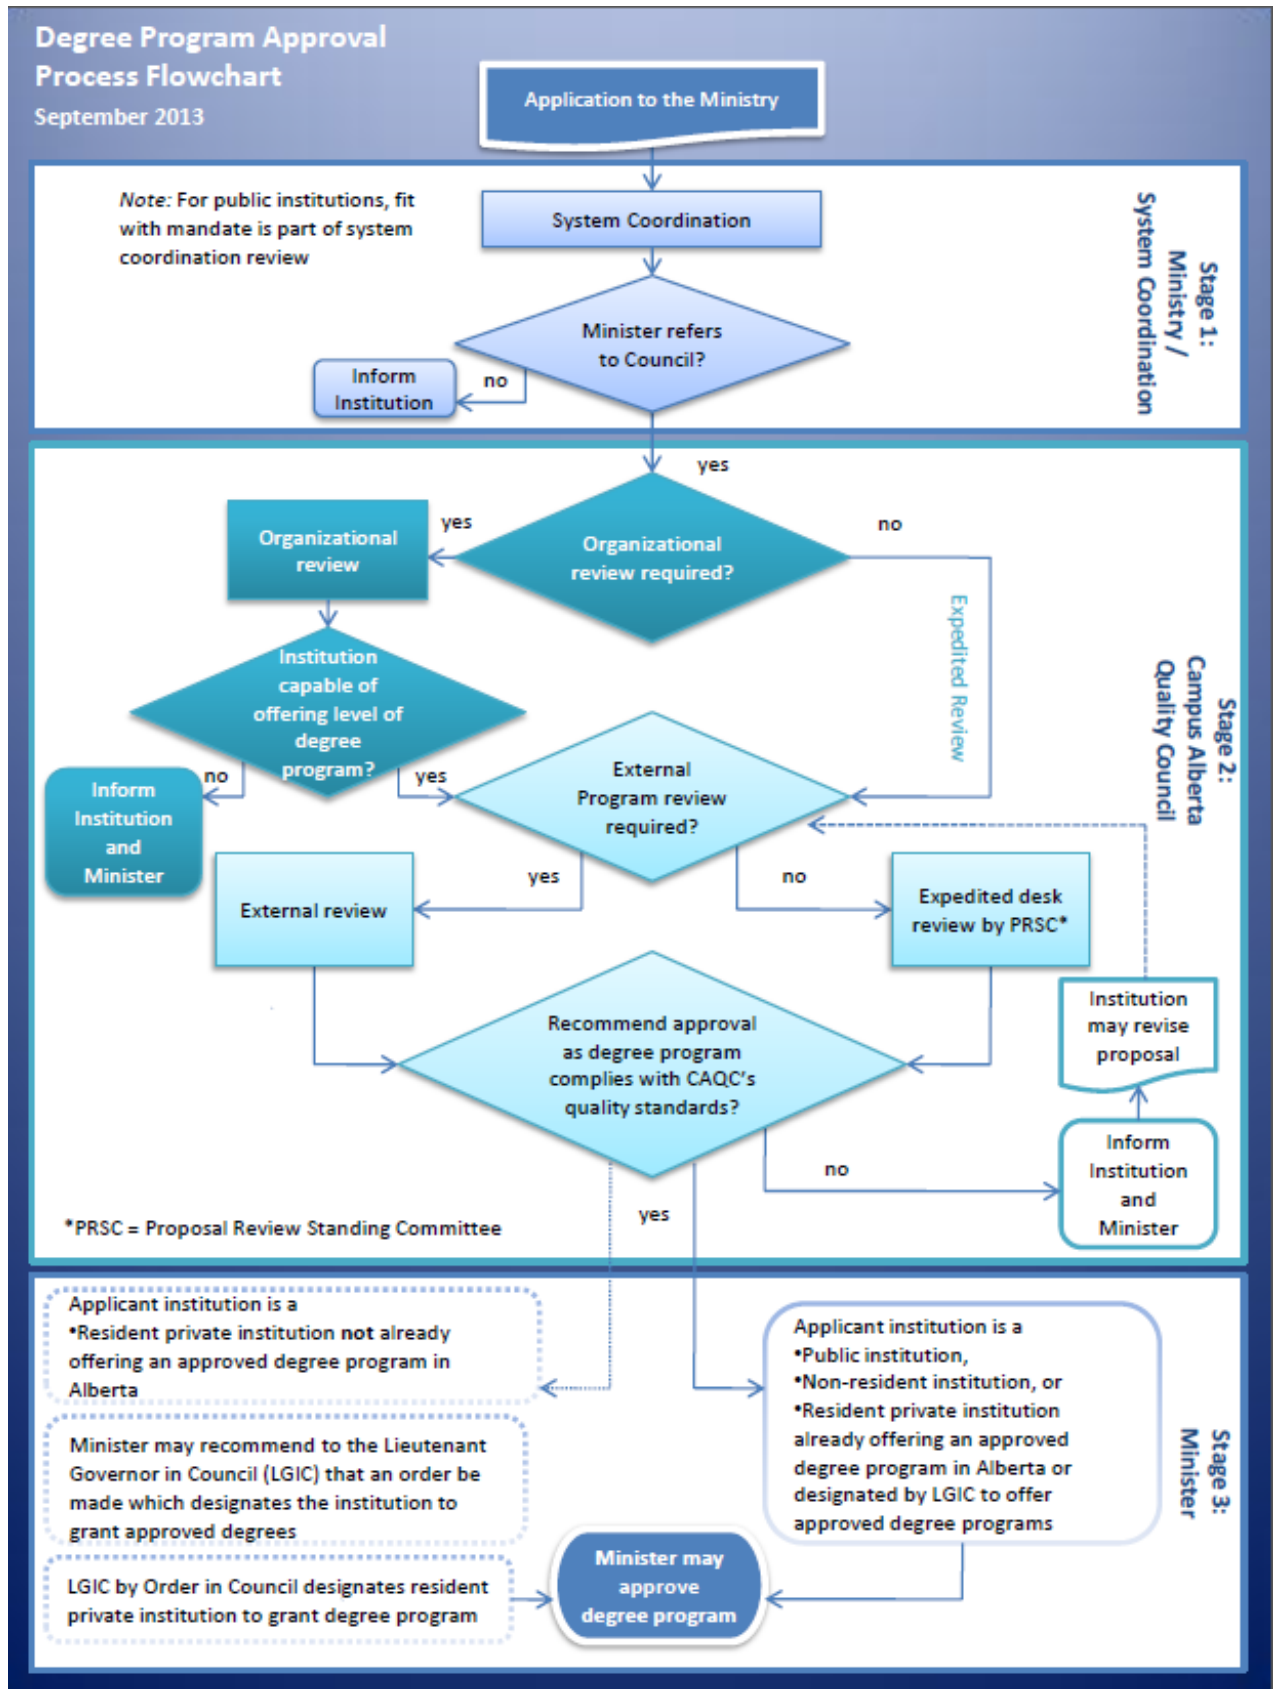 Degree Program Approval
Process Flowchart
September 2013
Application to the Ministry
Note: For public institutions, fit
with mandate is part of system
coordination review
System Coordination
Stage 1:
Ministry /
System Coordination
Minister refers
to Council?
no
Inform
Institution
yes
Organizational
review required?
yes
no
Organizational
review
Expedited Review
Institution
capable of
offering level of
degree
program?
no
yes
Inform
Institution
and
Minister
External
Program review
required?
Stage 2:
Campus Alberta
Quality Council
yes
no
External review
Expedited desk
review by PRSC*
Recommend approval
as degree program
complies with CAQC's
quality standards?
Institution
may revise
proposal
no
Inform
Institution
and
Minister
yes
*PRSC = Proposal Review Standing Committee
Applicant institution is a
•Resident private institution not already
offering an approved degree program in
Alberta
Minister may recommend to the Lieutenant
Governor in Council (LGIC) that an order be
made which designates the institution to
grant approved degrees
LGIC by Order in Council designates resident
private institution to grant degree program
Applicant institution is a
•Public institution,
•Non-resident institution, or
•Resident private institution
already offering an approved
degree program in Alberta or
designated by LGIC to offer
approved degree programs
Stage 3:
Minister
Minister may
approve
degree program